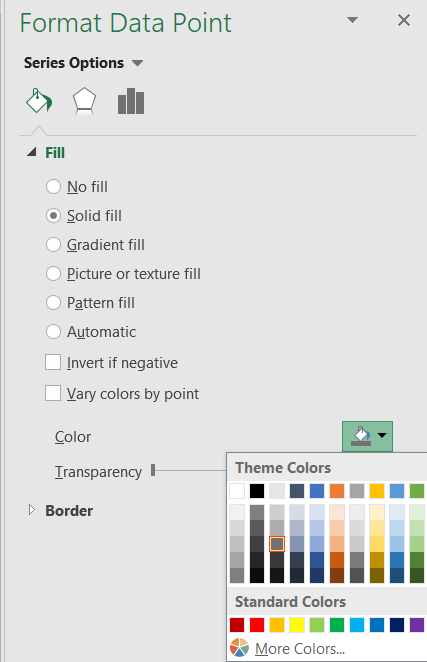 Format Data Point
Series Options
Fill
No fill
Solid fill
Gradient fill
Picture or texture fill
Pattern fill
Automatic
Invert if negative
Vary colors by point
Color
Transparency
Theme Colors
Border
Standard Colors
More Colors...